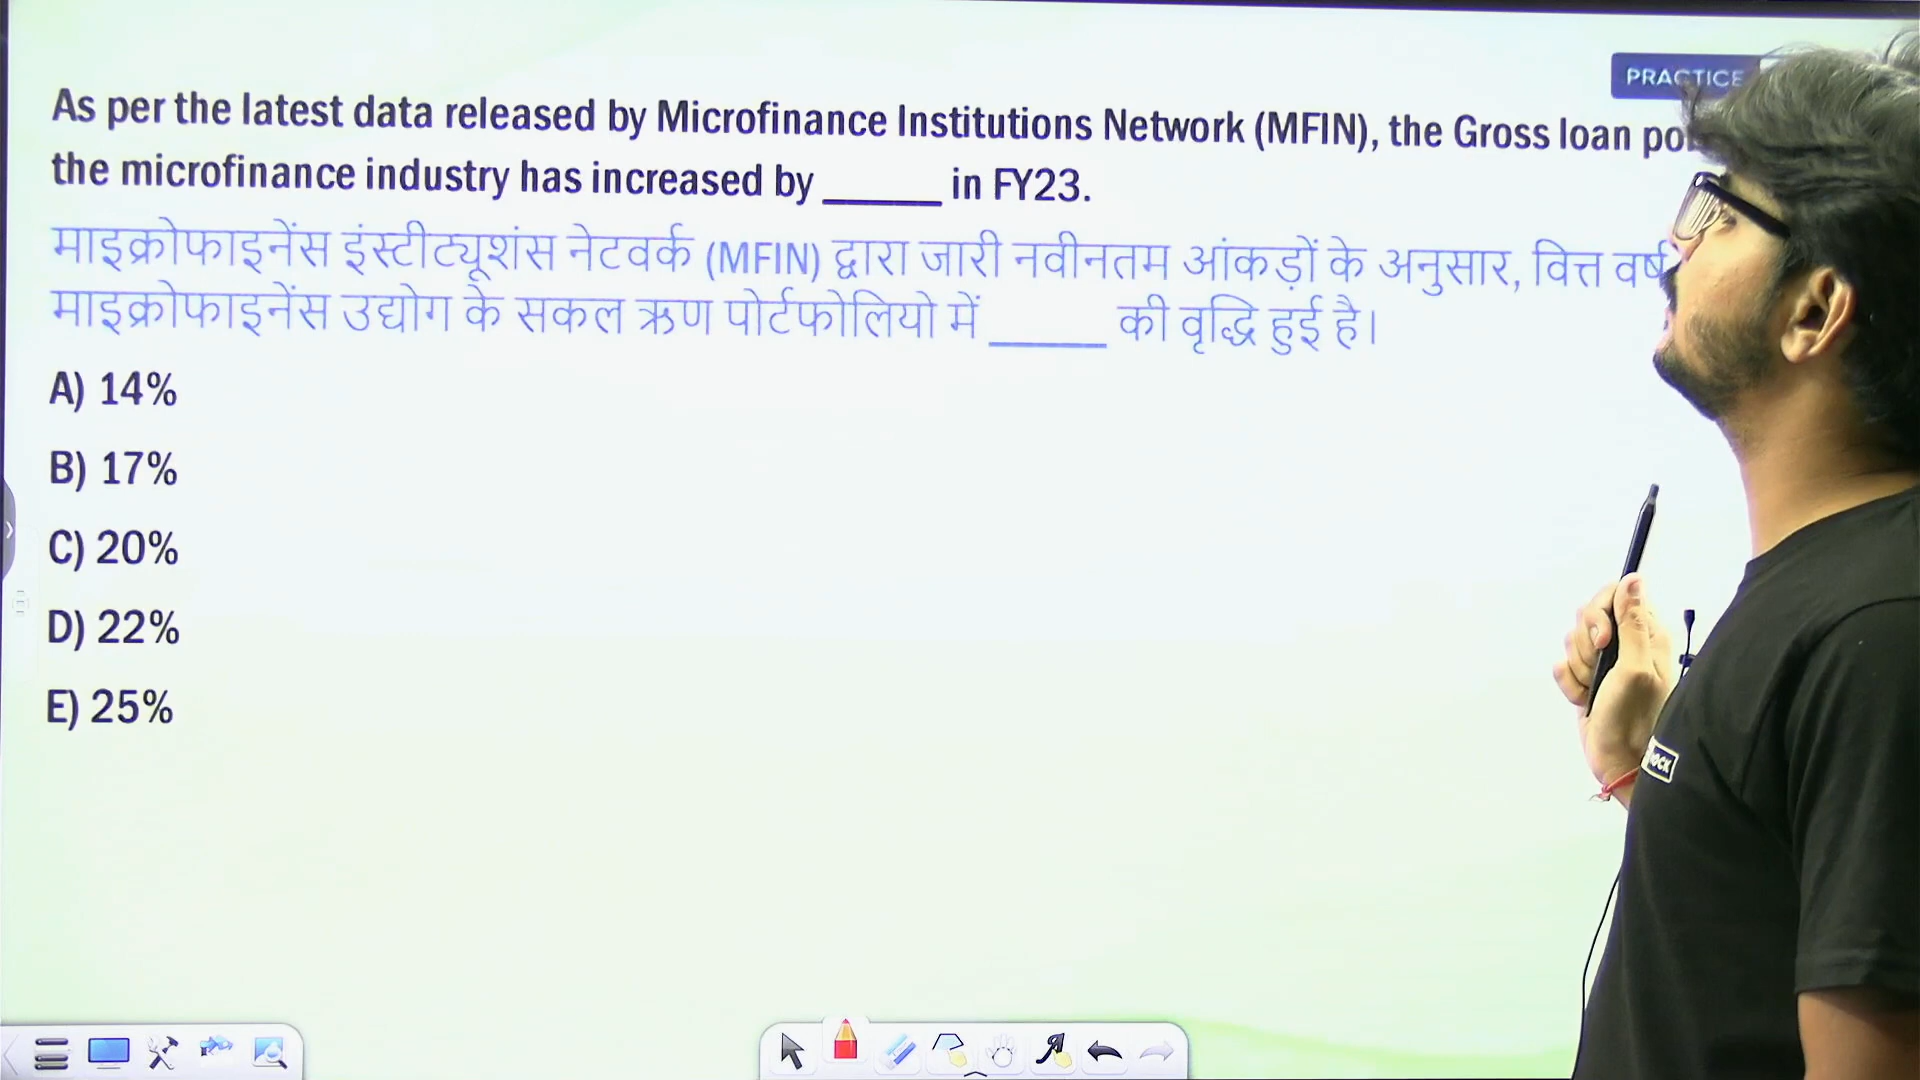 PRACTICE
As per the latest data released by Microfinance Institutions Network (MFIN), the Gross loan
the microfinance industry has increased by ______ in FY23.
माइक्रोफाइनेंस इंस्टीट्यूशंस नेटवर्क (MFIN) द्वारा जारी नवीनतम आंकड़ों के अनुसार, वित्त वर्ष
माइक्रोफाइनेंस उद्योग के सकल ऋण पोर्टफोलियो में ______ की वृद्धि हुई है।
A) 14%
B) 17%
C) 20%
D) 22%
E) 25%